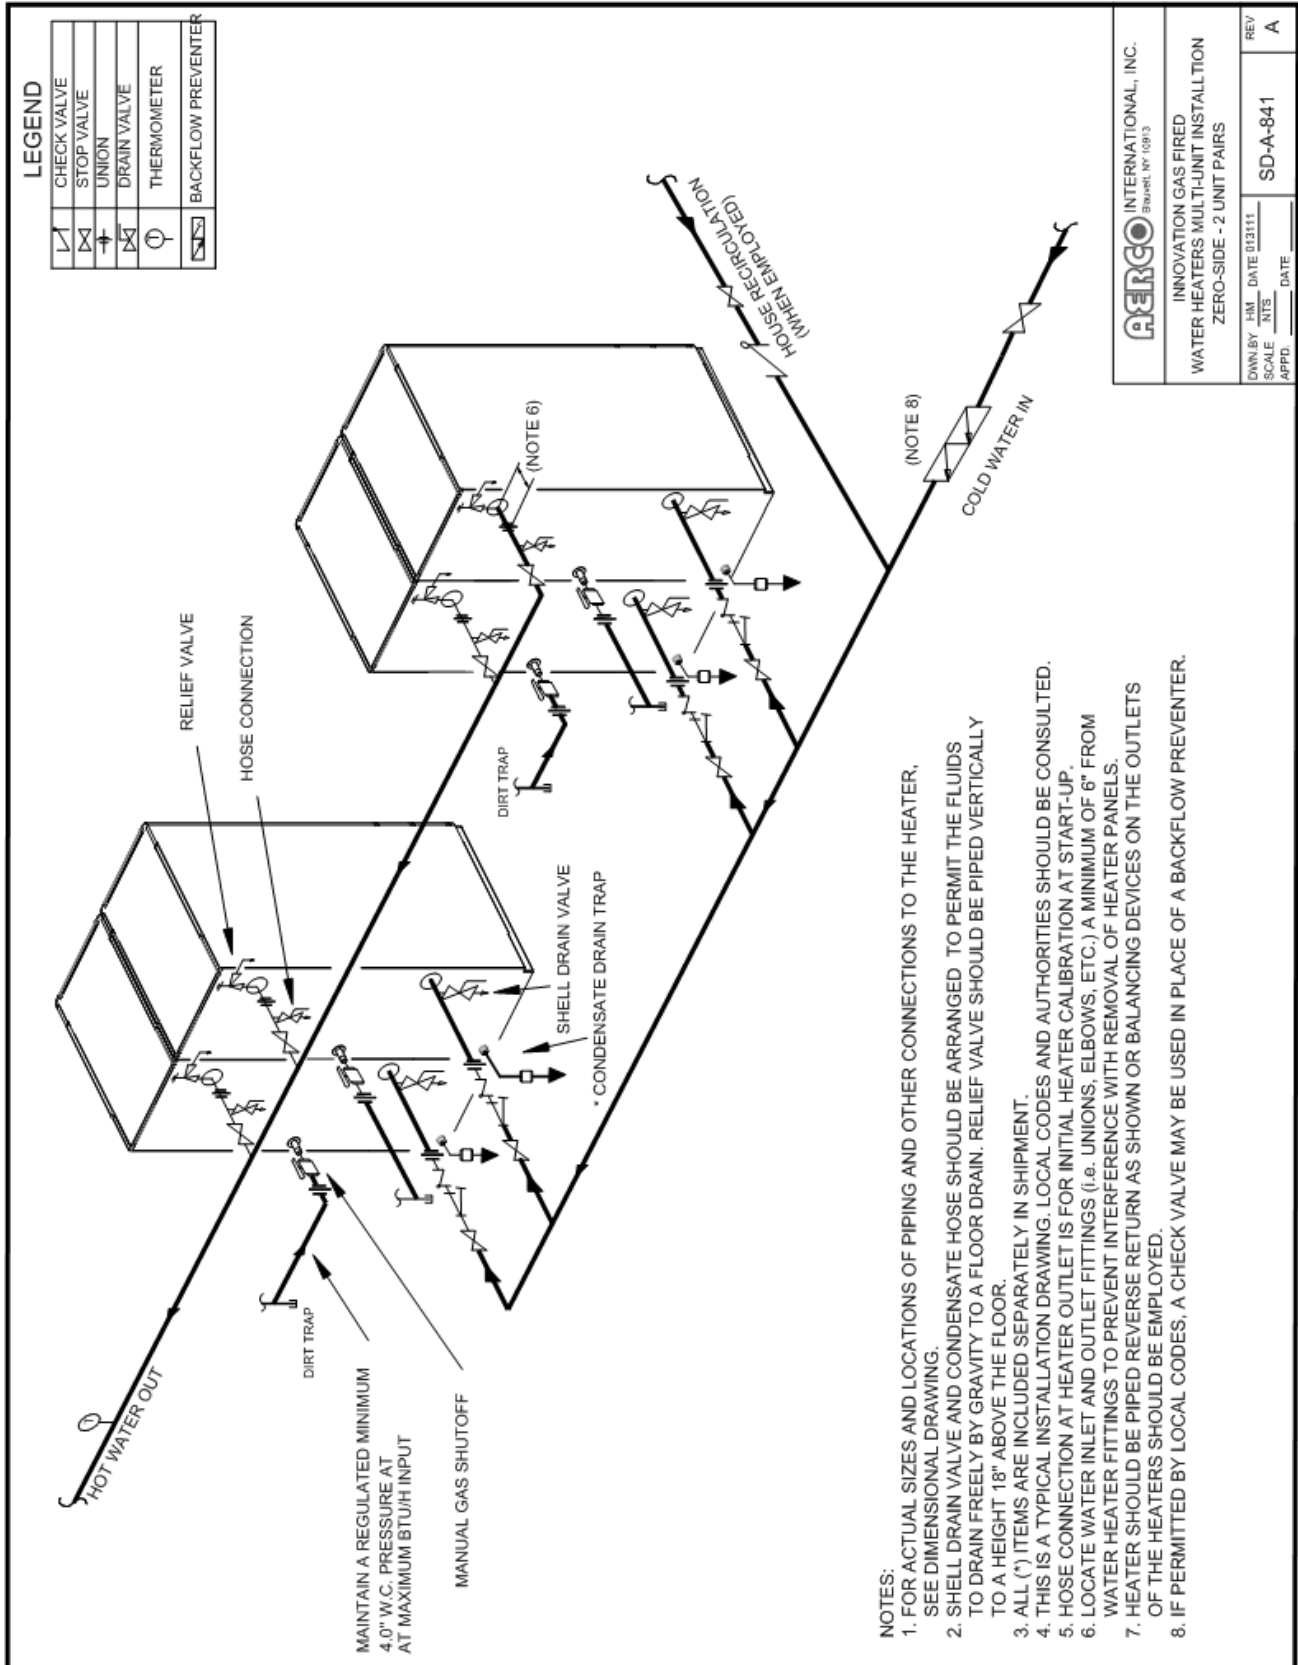 LEGEND
CHECK VALVE
STOP VALVE
UNION
DRAIN VALVE
THERMOMETER
BACKFLOW PREVENTER
RELIEF VALVE
HOSE CONNECTION
HOT WATER OUT
DIRT TRAP
MAINTAIN A REGULATED MINIMUM
4.0" W.C. PRESSURE AT
AT MAXIMUM BTU/H INPUT
MANUAL GAS SHUTOFF
SHELL DRAIN VALVE
* CONDENSATE DRAIN TRAP
DIRT TRAP
(NOTE 6)
HOUSE RECIRCULATION
(WHEN EMPLOYED)
(NOTE 8)
COLD WATER IN
NOTES:
1. FOR ACTUAL SIZES AND LOCATIONS OF PIPING AND OTHER CONNECTIONS TO THE HEATER,
SEE DIMENSIONAL DRAWING.
2. SHELL DRAIN VALVE AND CONDENSATE HOSE SHOULD BE ARRANGED TO PERMIT THE FLUIDS
TO DRAIN FREELY BY GRAVITY TO A FLOOR DRAIN. RELIEF VALVE SHOULD BE PIPED VERTICALLY
TO A HEIGHT 18" ABOVE THE FLOOR.
3. ALL (*) ITEMS ARE INCLUDED SEPARATELY IN SHIPMENT.
4. THIS IS A TYPICAL INSTALLATION DRAWING. LOCAL CODES AND AUTHORITIES SHOULD BE CONSULTED.
5. HOSE CONNECTION AT HEATER OUTLET IS FOR INITIAL HEATER CALIBRATION AT START-UP.
6. LOCATE WATER INLET AND OUTLET FITTINGS (i.e. UNIONS, ELBOWS, ETC.) A MINIMUM OF 6" FROM
WATER HEATER FITTINGS TO PREVENT INTERFERENCE WITH REMOVAL OF HEATER PANELS.
7. HEATER SHOULD BE PIPED REVERSE RETURN AS SHOWN OR BALANCING DEVICES ON THE OUTLETS
OF THE HEATERS SHOULD BE EMPLOYED.
8. IF PERMITTED BY LOCAL CODES, A CHECK VALVE MAY BE USED IN PLACE OF A BACKFLOW PREVENTER.
AERCO INTERNATIONAL, INC.
Blauvelt, NY 10913
INNOVATION GAS FIRED
WATER HEATERS MULTI-UNIT INSTALLTION
ZERO-SIDE - 2 UNIT PAIRS
DWN.BY HM DATE 013111
SCALE NTS
APPD. DATE
SD-A-841
REV
A